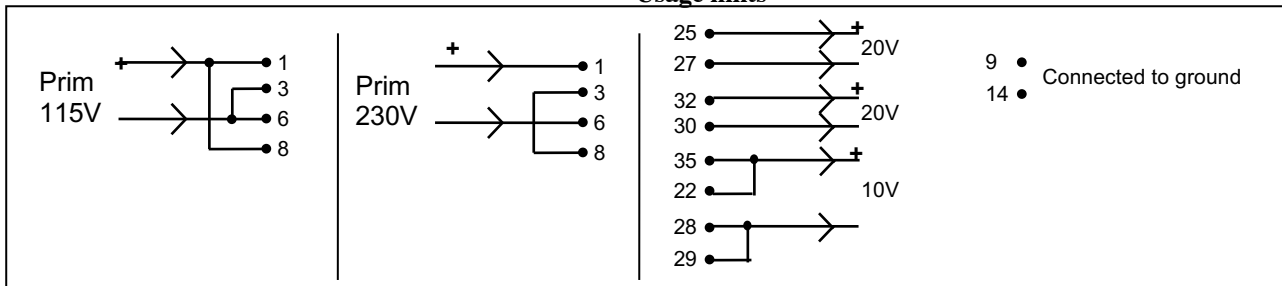 Usage hints
Prim
115V
+
1
3
6
8
Prim
230V
+
1
3
6
8
25
+
20V
27
32
+
20V
30
35
+
22
10V
28
29
9
Connected to ground
14